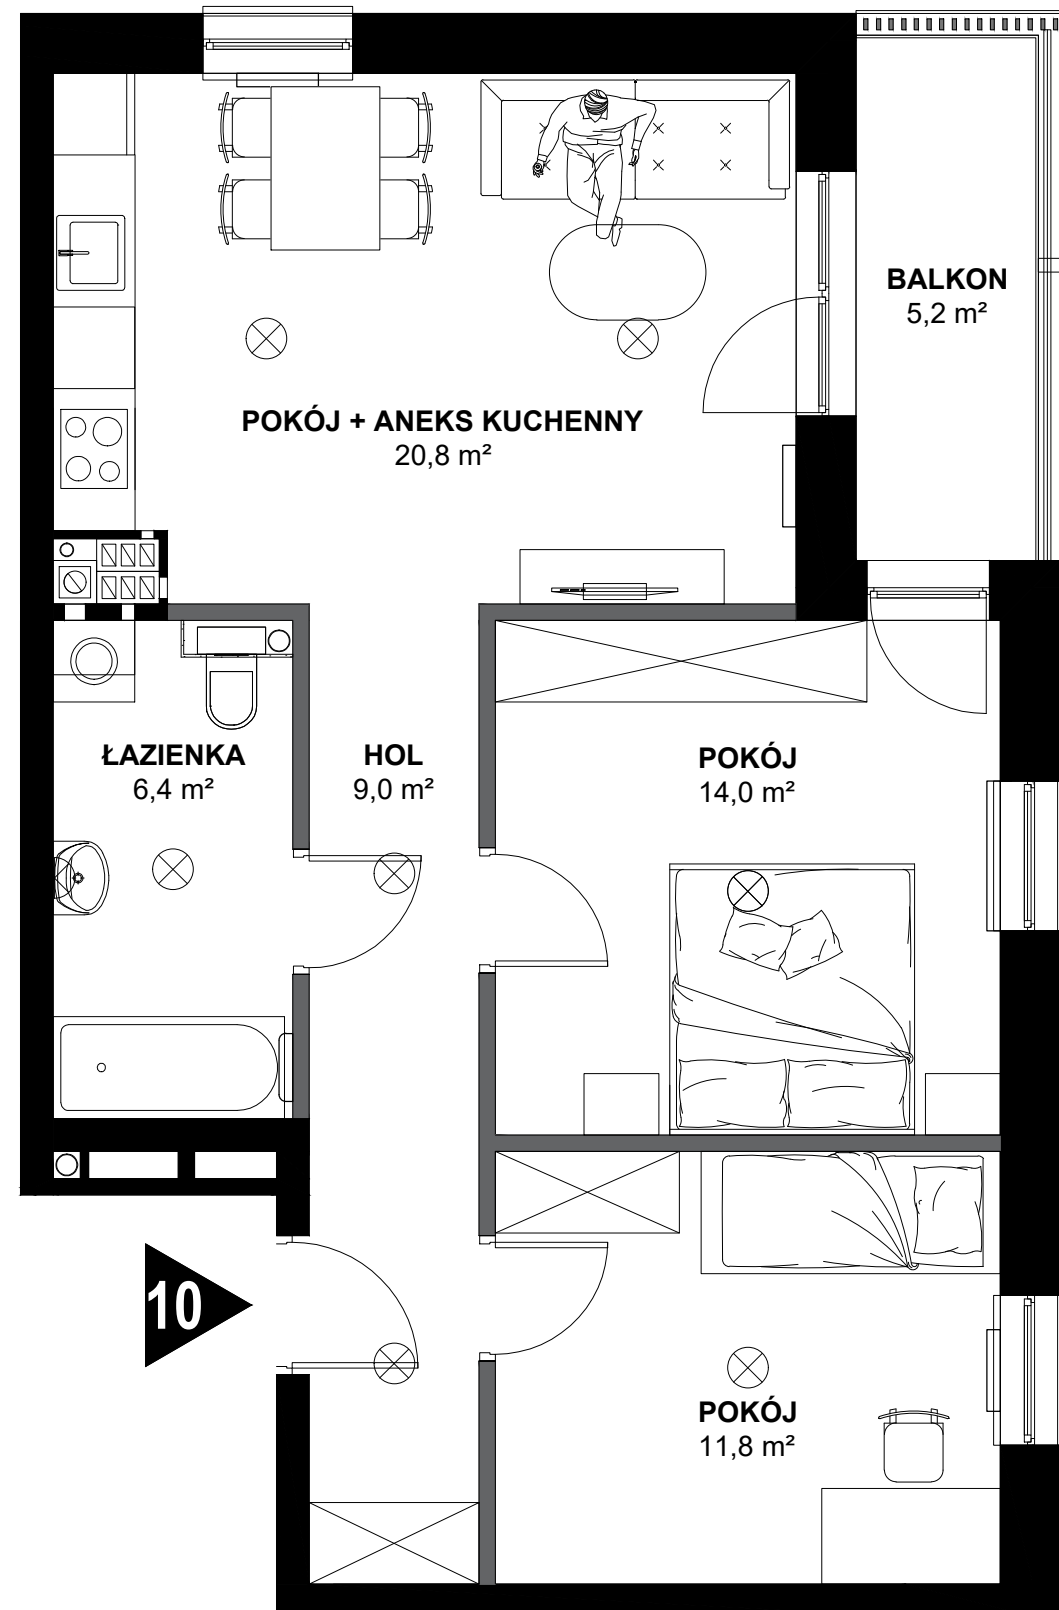 BALKON
5,2 m²
POKÓJ + ANEKS KUCHENNY
20,8 m²
ŁAZIENKA
6,4 m²
HOL
9,0 m²
POKÓJ
14,0 m²
10
POKÓJ
11,8 m²